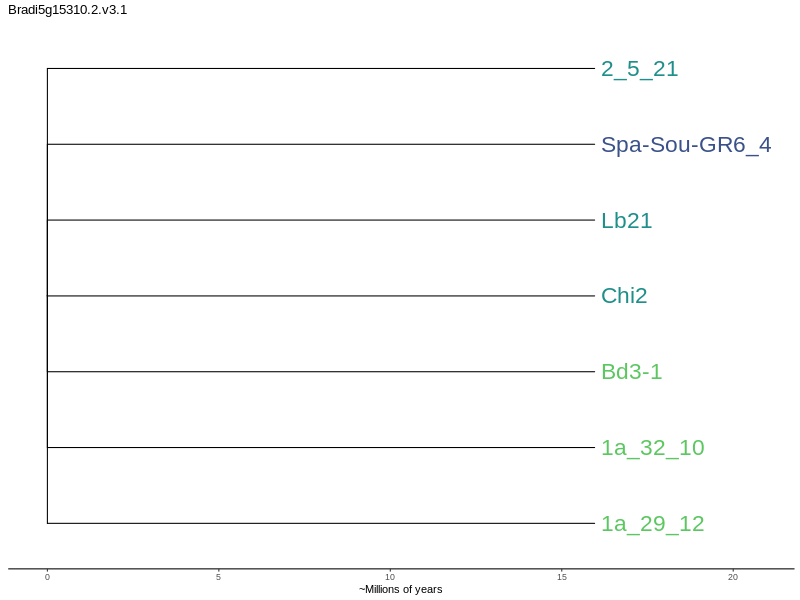 Bradi5g15310.2.v3.1
2_5_21
Spa-Sou-GR6_4
Lb21
Chi2
Bd3-1
1a_32_10
1a_29_12
0 5 10 15 20
~Millions of years